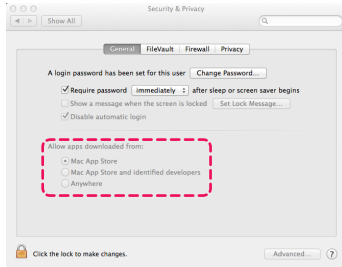 Security & Privacy
Show All
General FileVault Firewall Privacy
A login password has been set for this user Change Password...
Require password immediately after sleep or screen saver begins
Show a message when the screen is locked Set Lock Message...
Disable automatic login
Allow apps downloaded from:
Mac App Store
Mac App Store and identified developers
Anywhere
Click the lock to make changes. Advanced... ?